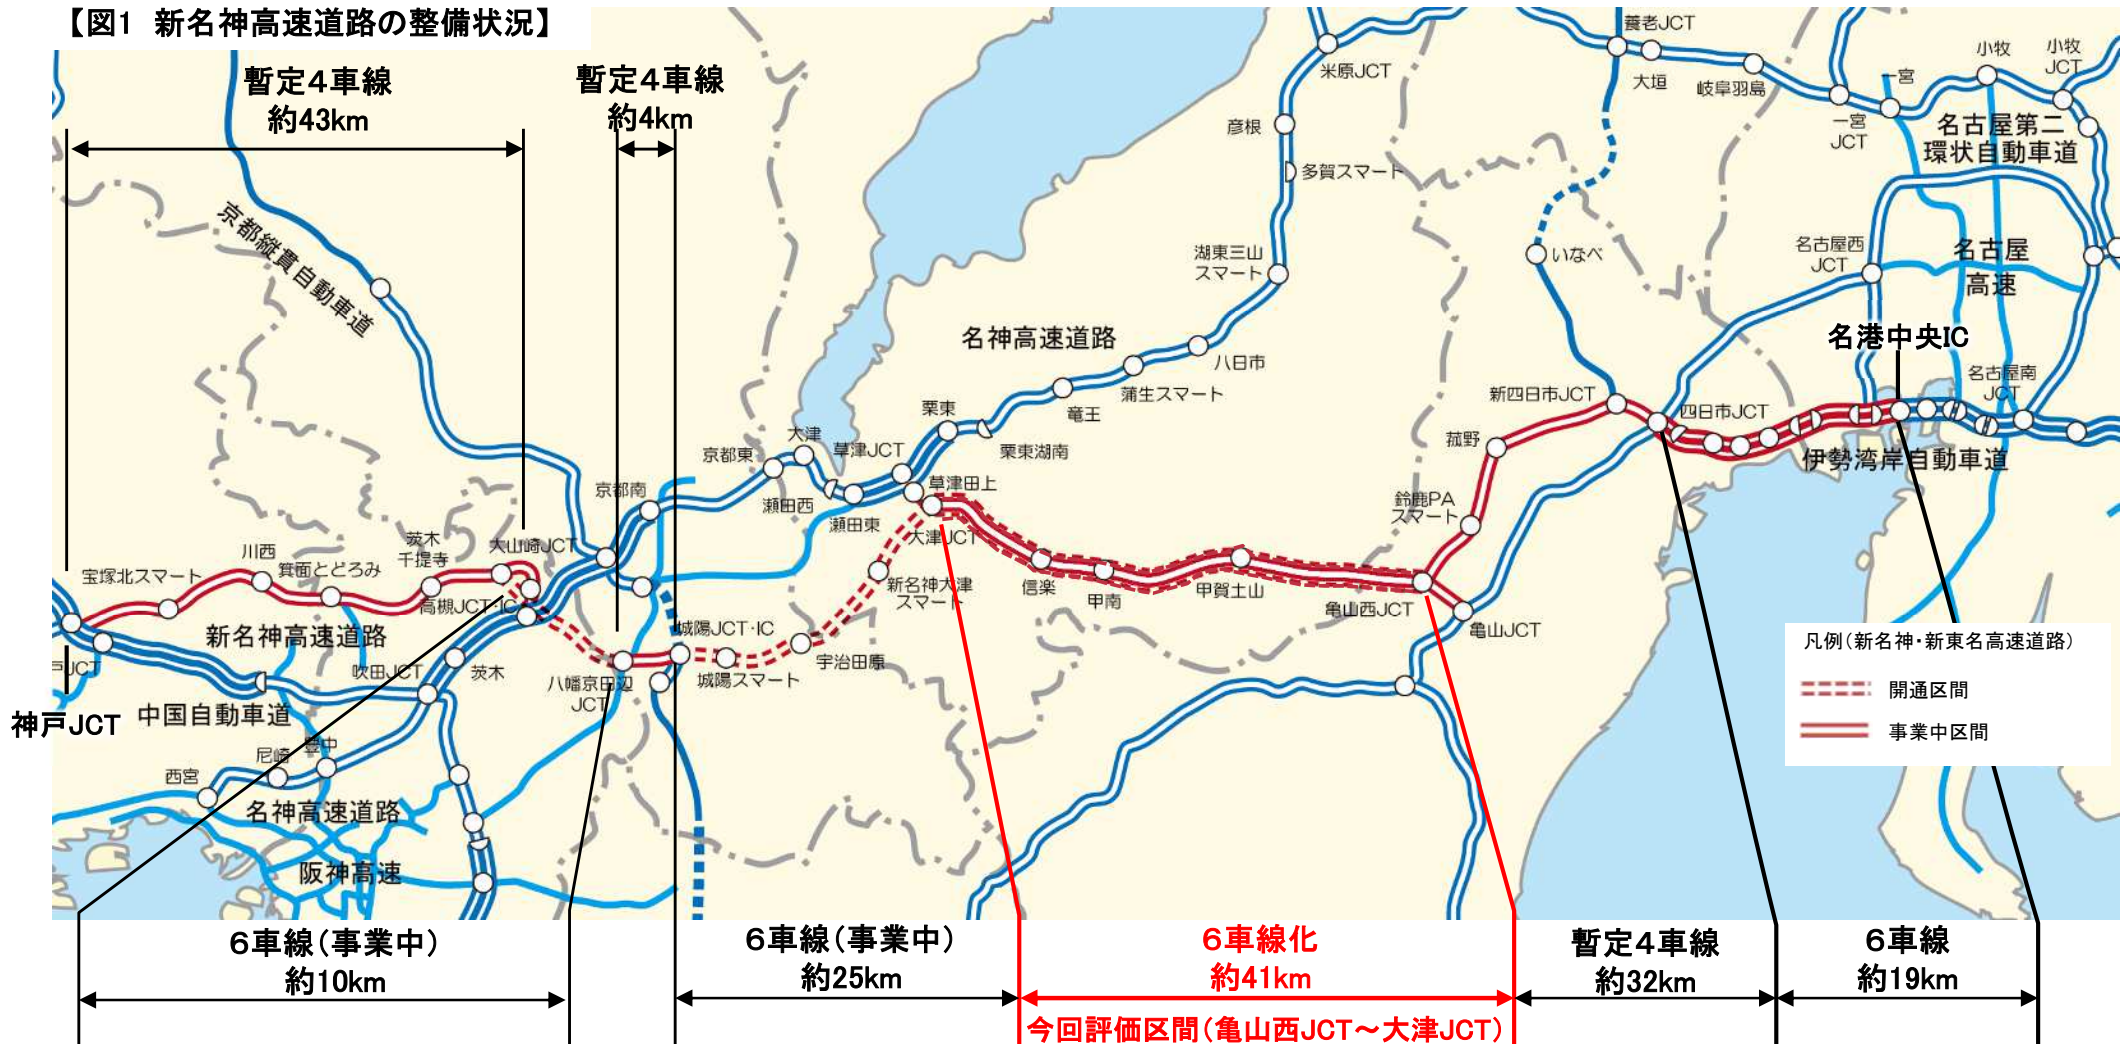 【図1 新名神高速道路の整備状況】
暫定４車線
約43km
暫定４車線
約4km
京都縦貫自動車道
養老JCT
大垣
岐阜羽島
一宮
JCT
一宮
小牧
小牧
JCT
米原JCT
彦根
多賀スマート
湖東三山
スマート
名古屋第二
環状自動車道
名古屋西
JCT
名古屋
高速
いなべ
名神高速道路
八日市
蒲生スマート
竜王
栗東
栗東湖南
名港中央IC
名古屋南
JCT
新四日市JCT
四日市JCT
伊勢湾岸自動車道
菰野
鈴鹿PA
スマート
大津
京都東
草津JCT
瀬田西
瀬田東
草津田上
大津JCT
京都南
大山崎JCT
茨木
千提寺
川西
箕面とどろみ
宝塚北スマート
高槻JCT･IC
新名神高速道路
新名神大津
スマート
信楽
甲南
甲賀土山
亀山西JCT
亀山JCT
城陽JCT･IC
城陽スマート
宇治田原
八幡京田辺
JCT
吹田JCT
茨木
戸JCT
神戸JCT
中国自動車道
尼崎
豊中
西宮
名神高速道路
阪神高速
凡例（新名神・新東名高速道路）
開通区間
事業中区間
６車線（事業中）
約10km
６車線（事業中）
約25km
６車線化
約41km
暫定４車線
約32km
６車線
約19km
今回評価区間（亀山西JCT～大津JCT）